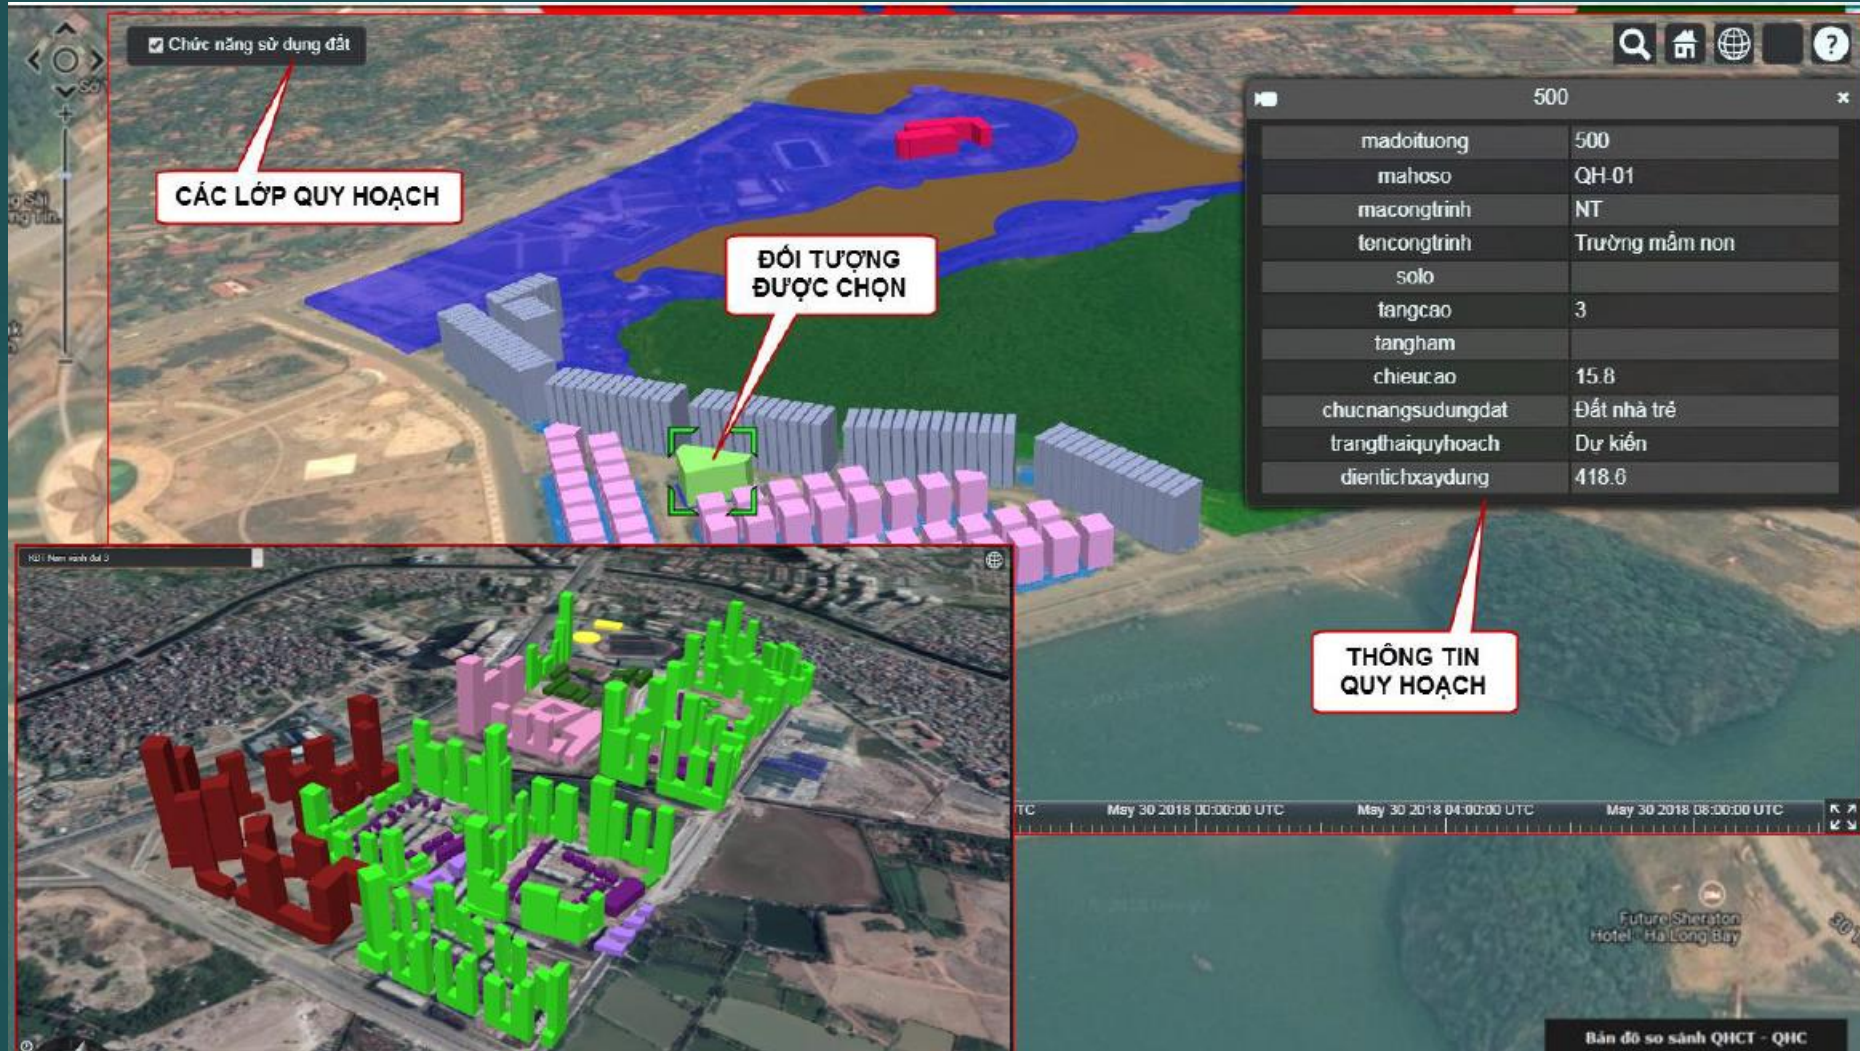 Chức năng sử dụng đất
?
CÁC LỚP QUY HOẠCH
ĐỐI TƯỢNG
ĐƯỢC CHỌN
500
madoituong 500
mahoso QH-01
macongtrinh NT
tencongtrinh Trường mầm non
solo
tangcao 3
tangham
chieucao 15.8
chucnangsudungdat Đất nhà trẻ
trangthaiquyhoach Dự kiến
dientichxaydung 418.6
THÔNG TIN
QUY HOẠCH
UTC May 30 2018 00:00:00 UTC May 30 2018 04:00:00 UTC May 30 2018 08:00:00 UTC
Future Sheraton
Hotel - Ha Long Bay
Bản đồ so sánh QHCT - QHC